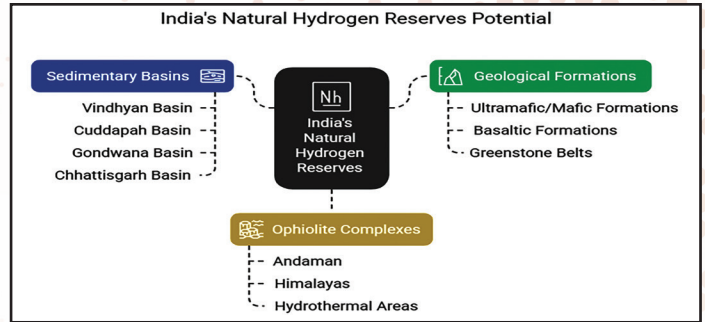 India's Natural Hydrogen Reserves Potential
Sedimentary Basins
Vindhyan Basin
Cuddapah Basin
Gondwana Basin
Chhattisgarh Basin
Nh
India's
Natural
Hydrogen
Reserves
Geological Formations
Ultramafic/Mafic Formations
Basaltic Formations
Greenstone Belts
Ophiolite Complexes
Andaman
Himalayas
Hydrothermal Areas